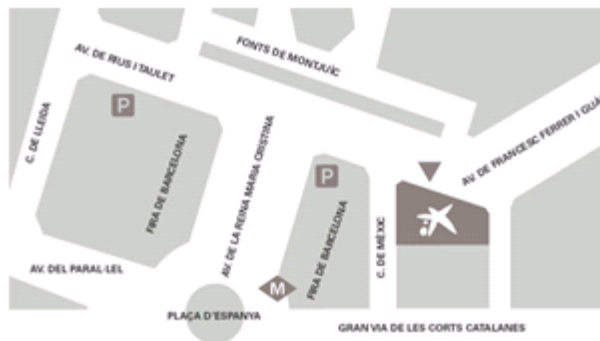 FONTS DE MONTJUÏC
AV. DE RIUS I TAULET
P
C. DE LLEIDA
FIRA DE BARCELONA
AV. DE LA REINA MARIA CRISTINA
P
FIRA DE BARCELONA
C. DE MÈXIC
AV. DE FRANCESC FERRER I GUÀ
AV. DEL PARAL·LEL
M
PLAÇA D'ESPANYA
GRAN VIA DE LES CORTS CATALANES